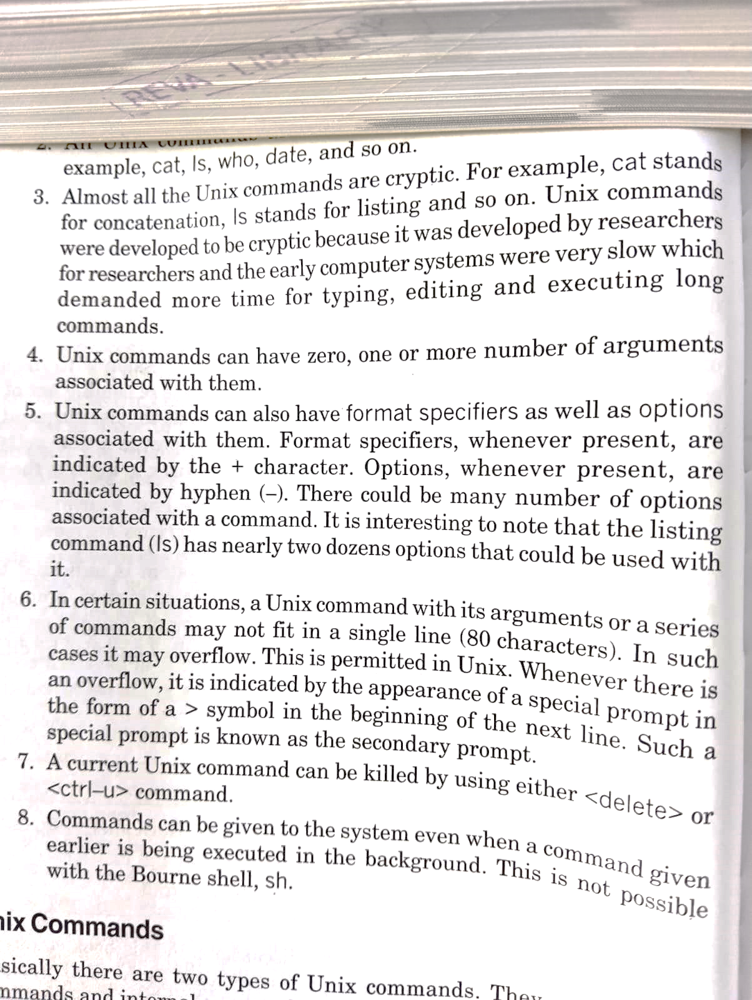 REVA - LIBRARY
2. All Unix commands
example, cat, ls, who, date, and so on.
3. Almost all the Unix commands are cryptic. For example, cat stands
for concatenation, ls stands for listing and so on. Unix commands
were developed to be cryptic because it was developed by researchers
for researchers and the early computer systems were very slow which
demanded more time for typing, editing and executing long
commands.
4. Unix commands can have zero, one or more number of arguments
associated with them.
5. Unix commands can also have format specifiers as well as options
associated with them. Format specifiers, whenever present, are
indicated by the + character. Options, whenever present, are
indicated by hyphen (–). There could be many number of options
associated with a command. It is interesting to note that the listing
command (ls) has nearly two dozens options that could be used with
it.
6. In certain situations, a Unix command with its arguments or a series
of commands may not fit in a single line (80 characters). In such
cases it may overflow. This is permitted in Unix. Whenever there is
an overflow, it is indicated by the appearance of a special prompt in
the form of a > symbol in the beginning of the next line. Such a
special prompt is known as the secondary prompt.
7. A current Unix command can be killed by using either <delete> or
<ctrl–u> command.
8. Commands can be given to the system even when a command given
earlier is being executed in the background. This is not possible
with the Bourne shell, sh.
nix Commands
sically there are two types of Unix commands. They
mmands and internal